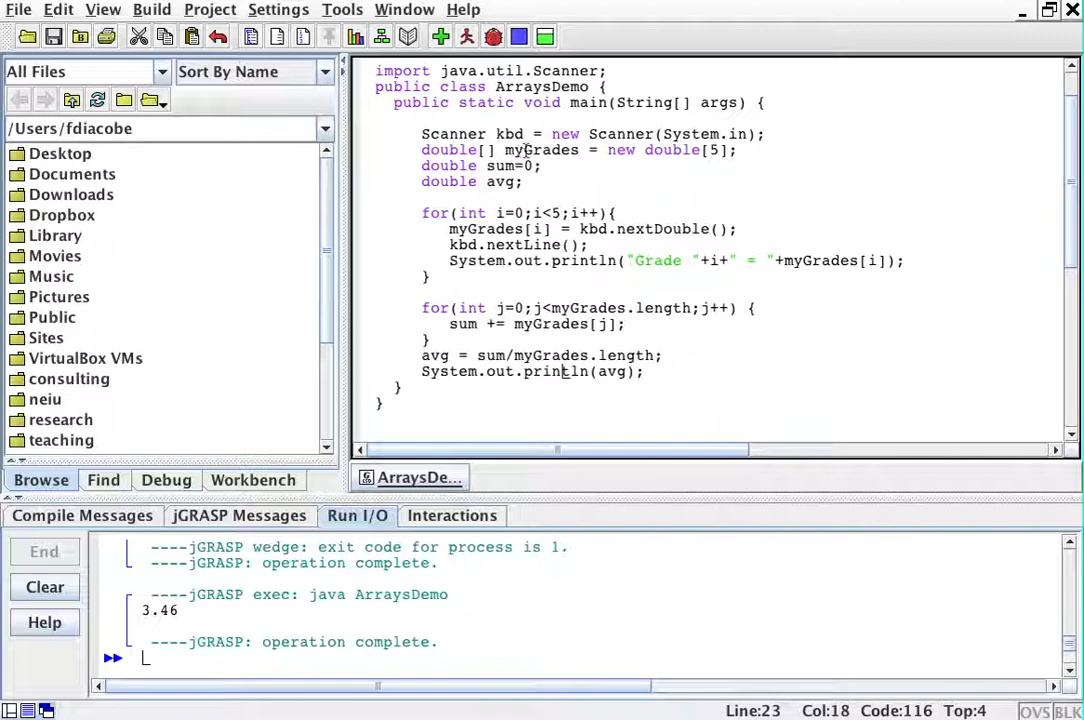 File Edit View Build Project Settings Tools Window Help
All Files Sort By Name
/Users/fdiacobe
Desktop
Documents
Downloads
Dropbox
Library
Movies
Music
Pictures
Public
Sites
VirtualBox VMs
consulting
neiu
research
teaching
Browse Find Debug Workbench
import java.util.Scanner;
public class ArraysDemo {
public static void main(String[] args) {
Scanner kbd = new Scanner(System.in);
double[] myGrades = new double[5];
double sum=0;
double avg;
for(int i=0;i<5;i++){
myGrades[i] = kbd.nextDouble();
kbd.nextLine();
System.out.println("Grade "+i+" = "+myGrades[i]);
}
for(int j=0;j<myGrades.length;j++) {
sum += myGrades[j];
}
avg = sum/myGrades.length;
System.out.println(avg);
}
}
ArraysDe...
Compile Messages jGRASP Messages Run I/O Interactions
End
Clear
Help
----jGRASP wedge: exit code for process is 1.
----jGRASP: operation complete.
----jGRASP exec: java ArraysDemo
3.46
----jGRASP: operation complete.
Line:23 Col:18 Code:116 Top:4 OVS BLK